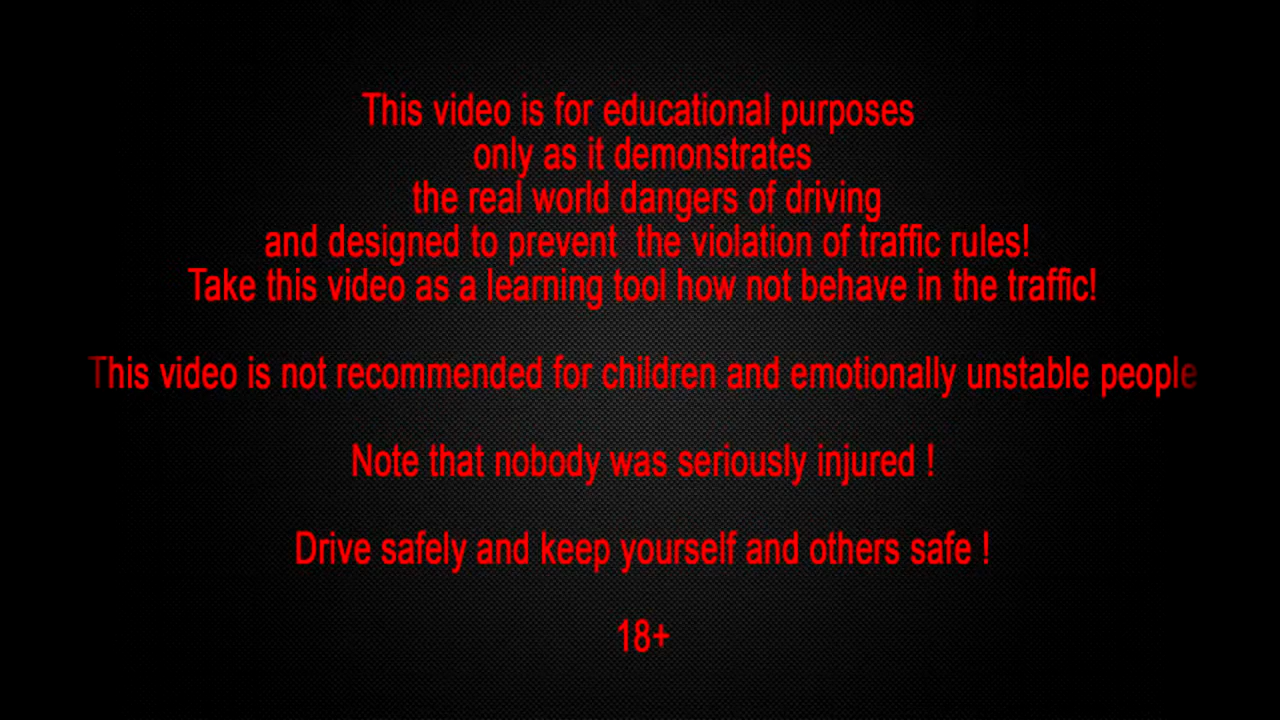 This video is for educational purposes
only as it demonstrates
the real world dangers of driving
and designed to prevent  the violation of traffic rules!
Take this video as a learning tool how not behave in the traffic!
This video is not recommended for children and emotionally unstable people
Note that nobody was seriously injured !
Drive safely and keep yourself and others safe !
18+